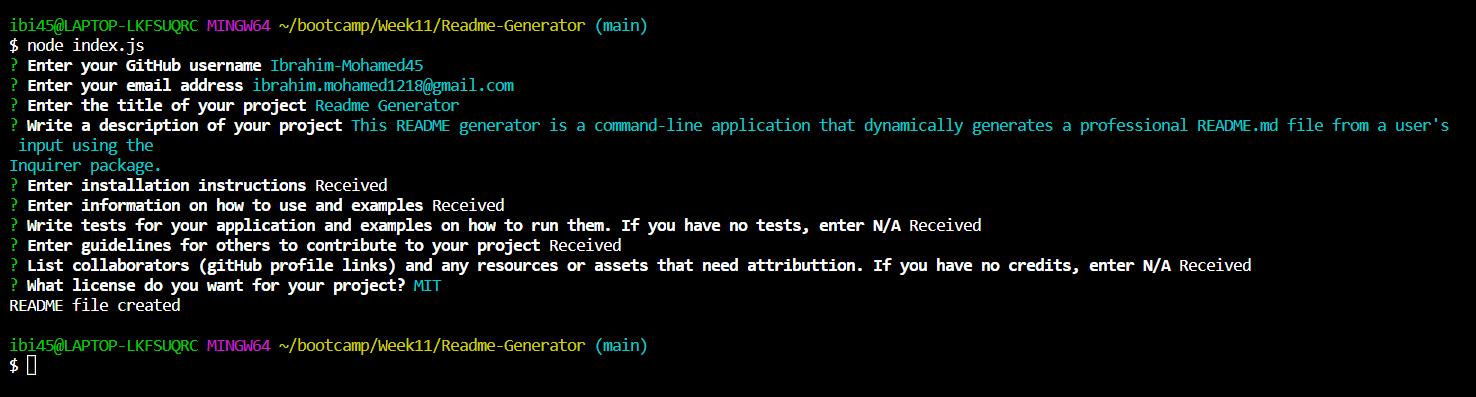 ibi45@LAPTOP-LKFSUQRC MINGW64 ~/bootcamp/Week11/Readme-Generator (main)
$ node index.js
? Enter your GitHub username Ibrahim-Mohamed45
? Enter your email address ibrahim.mohamed1218@gmail.com
? Enter the title of your project Readme Generator
? Write a description of your project This README generator is a command-line application that dynamically generates a professional README.md file from a user's
 input using the
Inquirer package.
? Enter installation instructions Received
? Enter information on how to use and examples Received
? Write tests for your application and examples on how to run them. If you have no tests, enter N/A Received
? Enter guidelines for others to contribute to your project Received
? List collaborators (gitHub profile links) and any resources or assets that need attributtion. If you have no credits, enter N/A Received
? What license do you want for your project? MIT
README file created
ibi45@LAPTOP-LKFSUQRC MINGW64 ~/bootcamp/Week11/Readme-Generator (main)
$